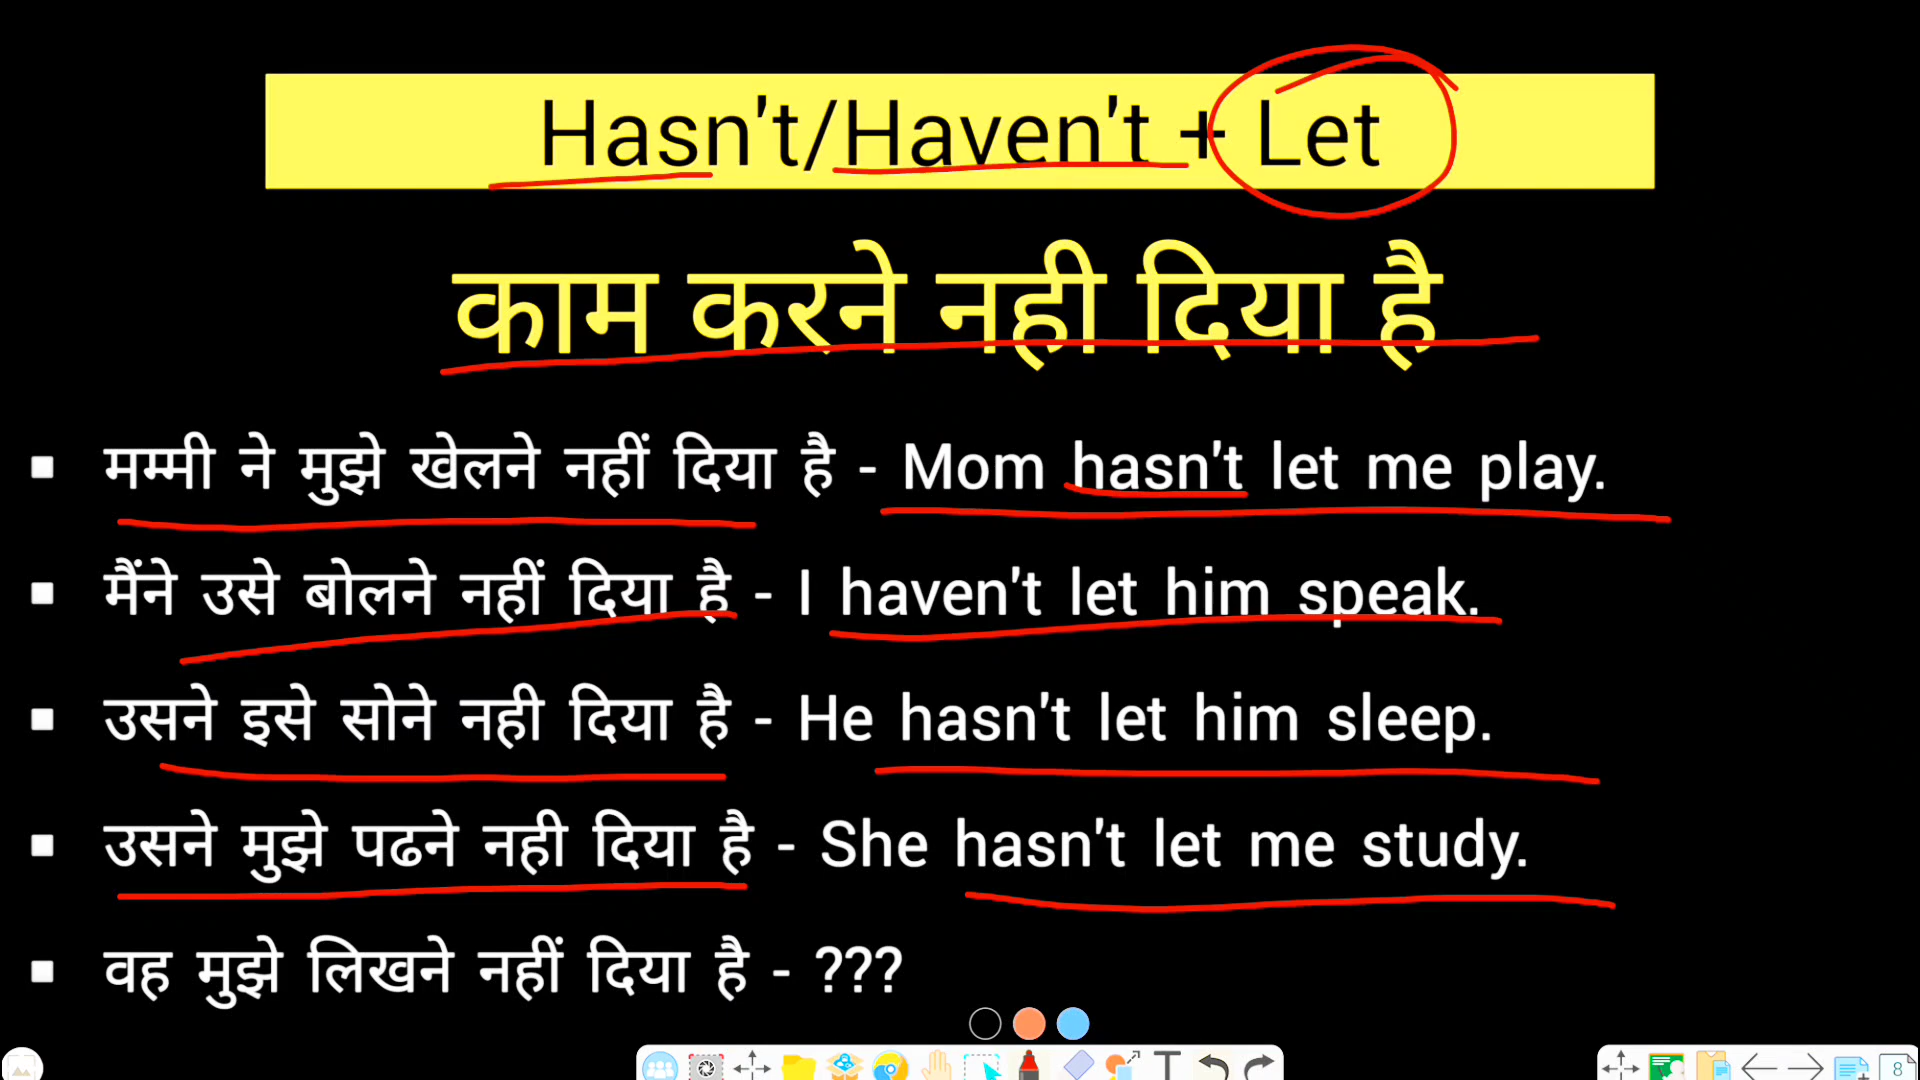 Hasn't/Haven't + Let
काम करने नही दिया है
▪ मम्मी ने मुझे खेलने नहीं दिया है - Mom hasn't let me play.
▪ मैंने उसे बोलने नहीं दिया है - I haven't let him speak.
▪ उसने इसे सोने नही दिया है - He hasn't let him sleep.
▪ उसने मुझे पढने नही दिया है - She hasn't let me study.
▪ वह मुझे लिखने नहीं दिया है - ???
T
8